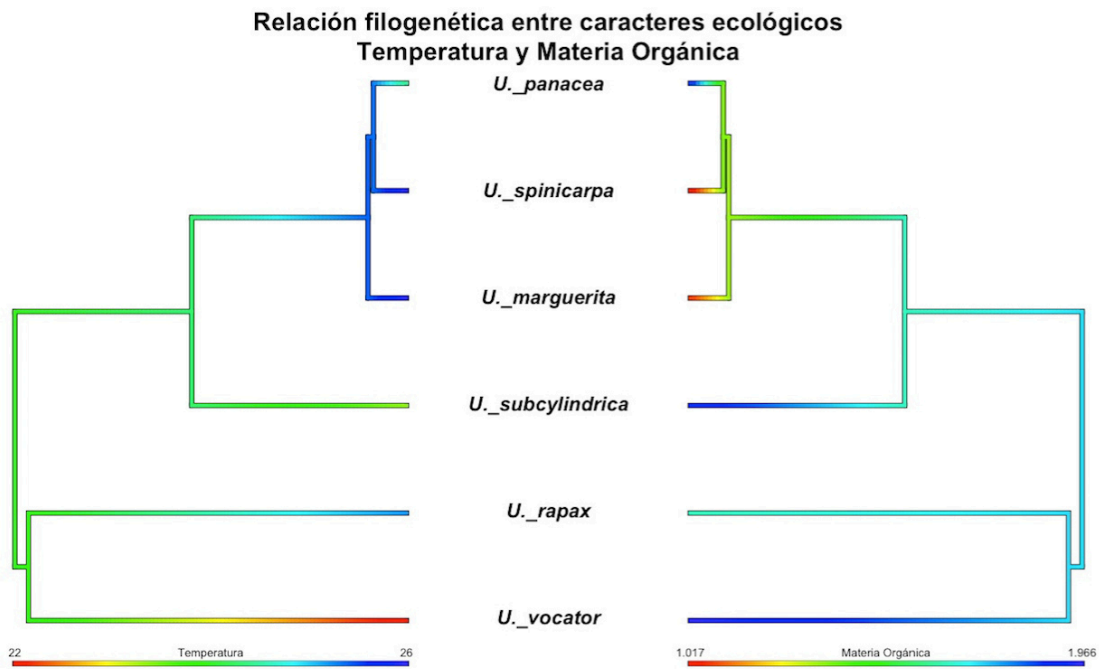 Relación filogenética entre caracteres ecológicos
Temperatura y Materia Orgánica
U._panacea
U._spinicarpa
U._marguerita
U._subcylindrica
U._rapax
U._vocator
22 Temperatura 26
1.017 Materia Orgánica 1.966